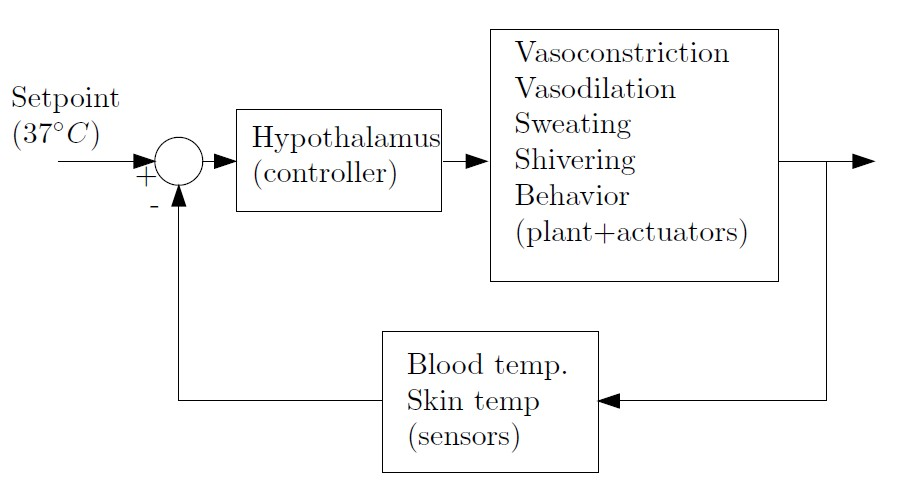 Setpoint
(37°C)
+
-
Hypothalamus
(controller)
Vasoconstriction
Vasodilation
Sweating
Shivering
Behavior
(plant+actuators)
Blood temp.
Skin temp
(sensors)